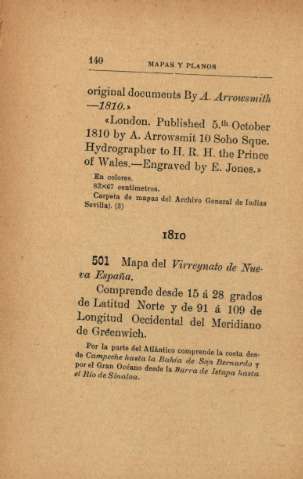 140 MAPAS Y PLANOS
original documents By A. Arrowsmith
—1810.»
«London. Published 5.th October
1810 by A. Arrowsmit 10 Soho Sque.
Hydrographer to H. R. H. the Prince
of Wales.—Engraved by E. Jones.»
En colores.
82×67 centímetros.
Carpeta de mapas del Archivo General de Indias
Sevilla). (3)
1810
501 Mapa del Virreynato de Nue-
va España.
Comprende desde 15 á 28 grados
de Latitud Norte y de 91 á 109 de
Longitud Occidental del Meridiano
de Greenwich.
Por la parte del Atlántico comprende la costa des-
de Campeche hasta la Bahía de San Bernardo y
por el Gran Océano desde la Barra de Istapa hasta
el Río de Sinaloa.